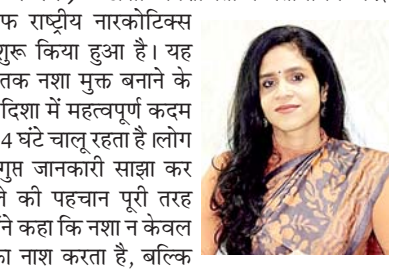 फ राष्ट्रीय नारकोटिक्स
शुरू किया हुआ है। यह
तक नशा मुक्त बनाने के
दिशा में महत्वपूर्ण कदम
4 घंटे चालू रहता है।लोग
गुप्त जानकारी साझा कर
की पहचान पूरी तरह
ने कहा कि नशा न केवल
नाश करता है, बल्कि